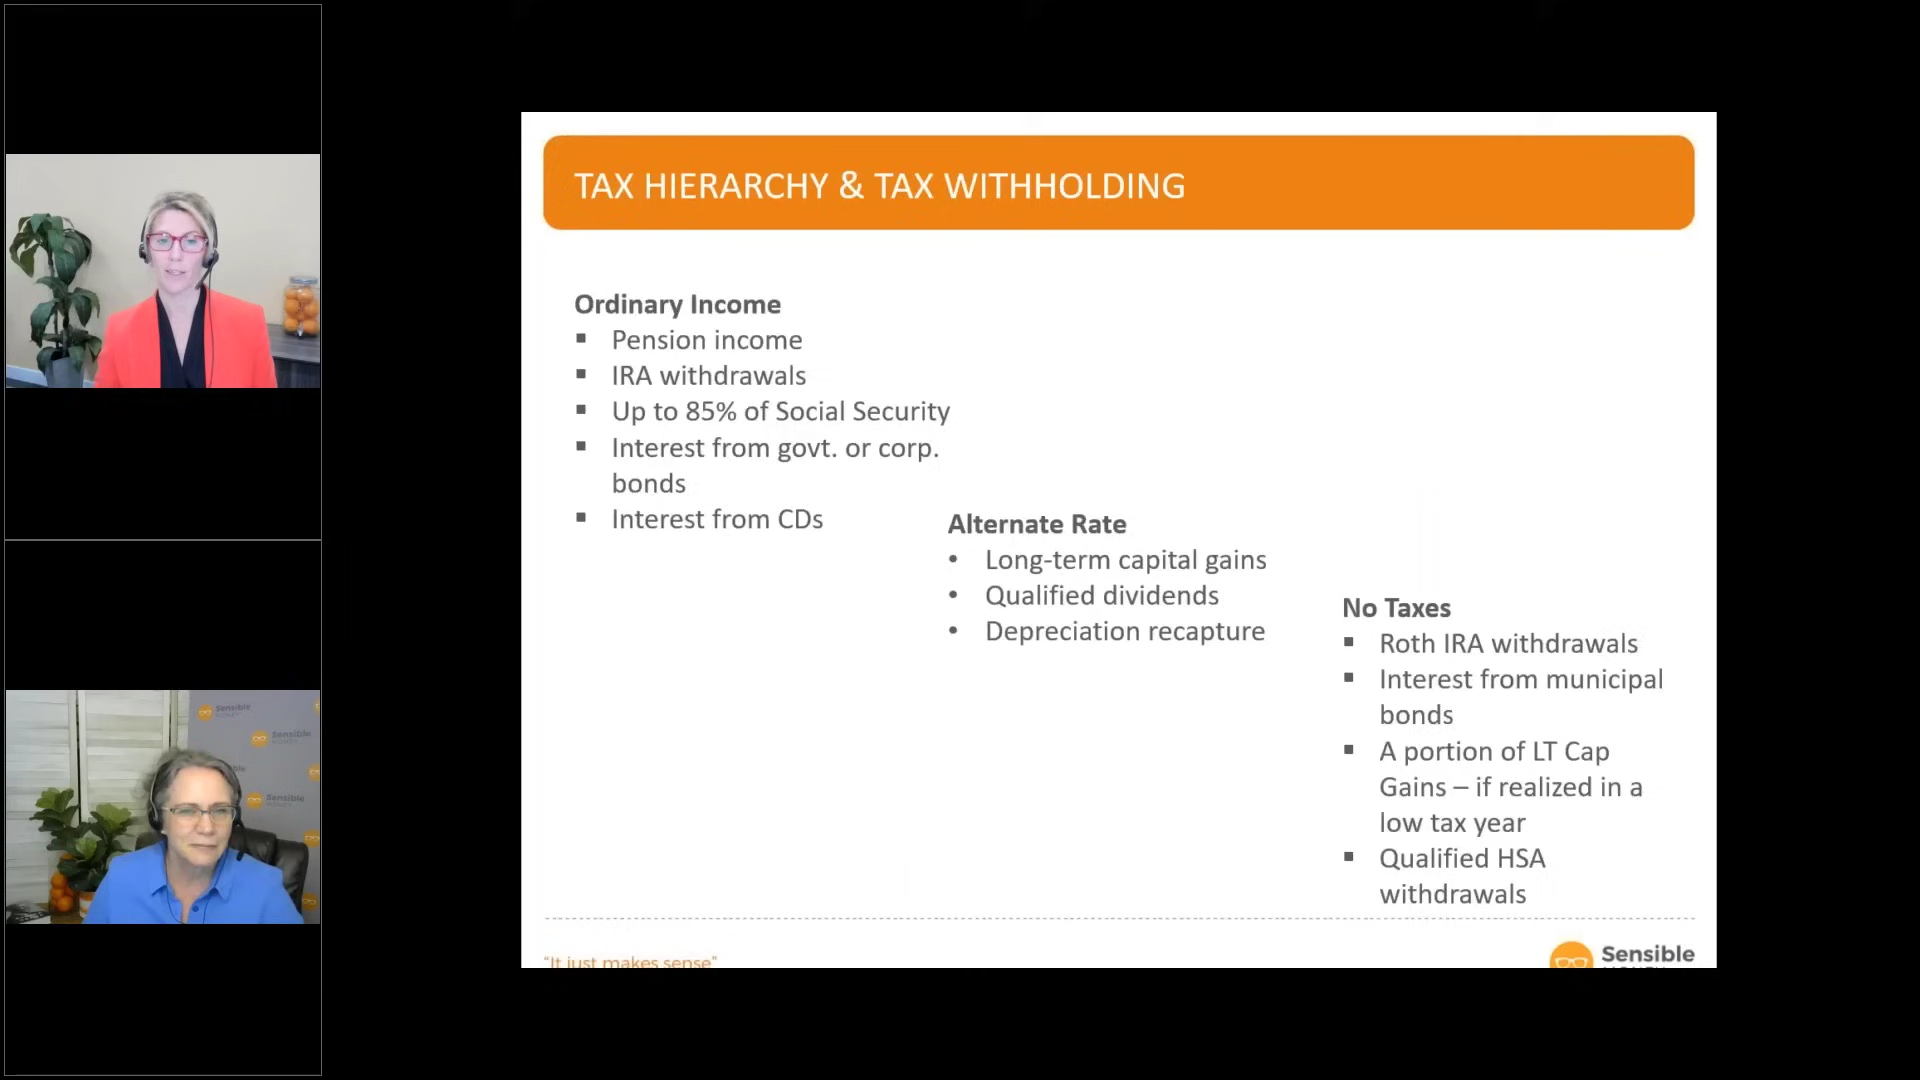 TAX HIERARCHY & TAX WITHHOLDING
Ordinary Income
▪ Pension income
▪ IRA withdrawals
▪ Up to 85% of Social Security
▪ Interest from govt. or corp.
bonds
▪ Interest from CDs
Alternate Rate
• Long-term capital gains
• Qualified dividends
• Depreciation recapture
No Taxes
▪ Roth IRA withdrawals
▪ Interest from municipal
bonds
▪ A portion of LT Cap
Gains – if realized in a
low tax year
▪ Qualified HSA
withdrawals
“It just makes sense”
Sensible
Sensible
Sensible
Sensible